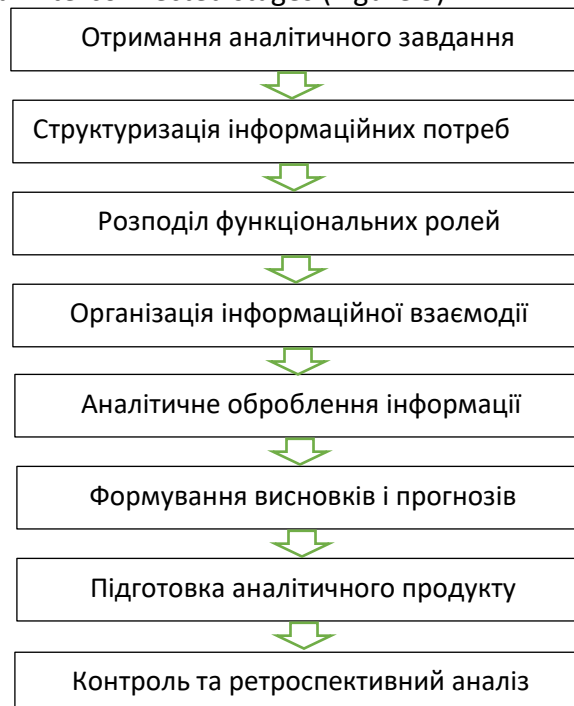 Отримання аналітичного завдання
Структуризація інформаційних потреб
Розподіл функціональних ролей
Організація інформаційної взаємодії
Аналітичне оброблення інформації
Формування висновків і прогнозів
Підготовка аналітичного продукту
Контроль та ретроспективний аналіз